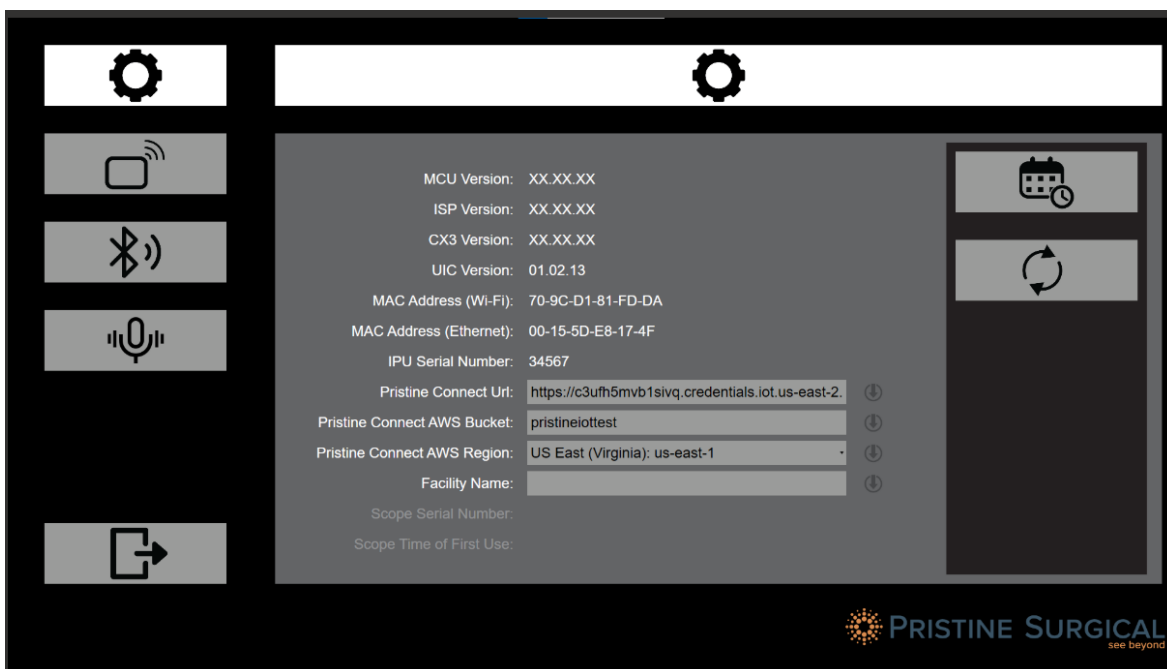 MCU Version: XX.XX.XX
ISP Version: XX.XX.XX
CX3 Version: XX.XX.XX
UIC Version: 01.02.13
MAC Address (Wi-Fi): 70-9C-D1-81-FD-DA
MAC Address (Ethernet): 00-15-5D-E8-17-4F
IPU Serial Number: 34567
Pristine Connect Url: https://c3ufh5mvb1sivq.credentials.iot.us-east-2.
Pristine Connect AWS Bucket: pristineiottest
Pristine Connect AWS Region: US East (Virginia): us-east-1
Facility Name:
Scope Serial Number:
Scope Time of First Use:
PRISTINE SURGICAL
see beyond